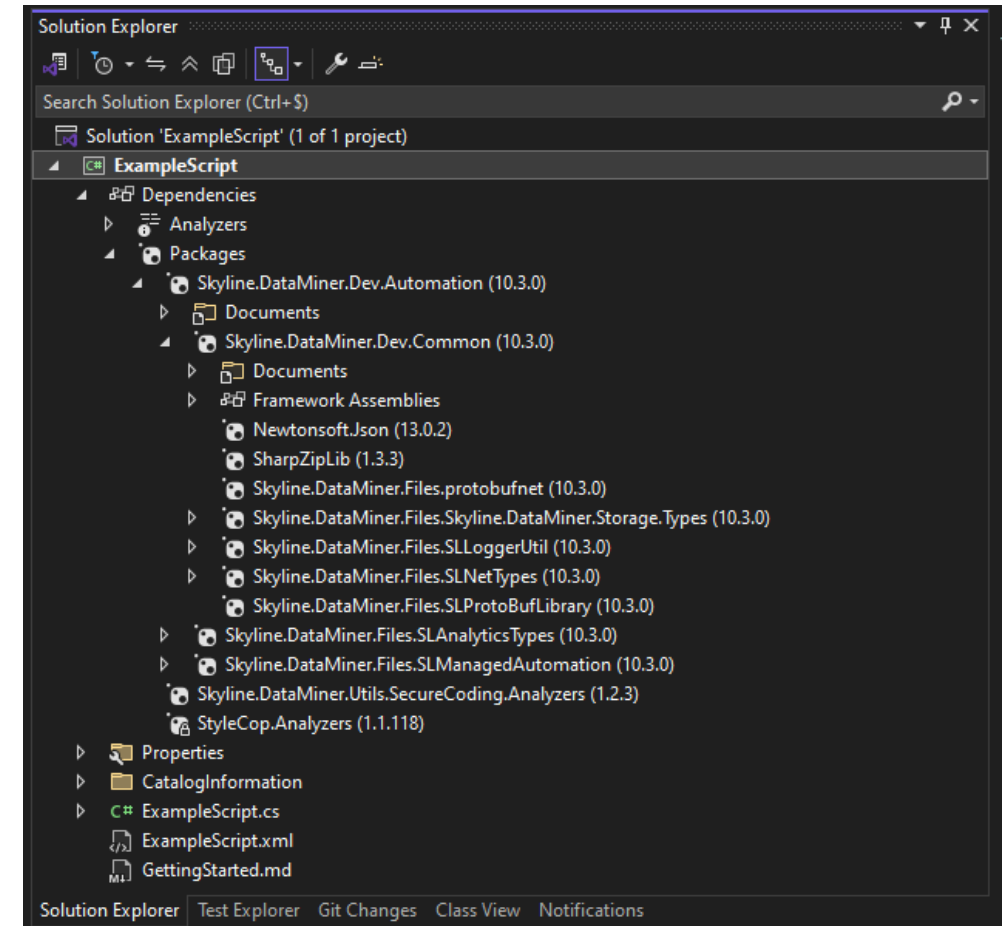 Solution Explorer
Search Solution Explorer (Ctrl+$)
Solution 'ExampleScript' (1 of 1 project)
C# ExampleScript
Dependencies
Analyzers
Packages
Skyline.DataMiner.Dev.Automation (10.3.0)
Documents
Skyline.DataMiner.Dev.Common (10.3.0)
Documents
Framework Assemblies
Newtonsoft.Json (13.0.2)
SharpZipLib (1.3.3)
Skyline.DataMiner.Files.protobufnet (10.3.0)
Skyline.DataMiner.Files.Skyline.DataMiner.Storage.Types (10.3.0)
Skyline.DataMiner.Files.SLLoggerUtil (10.3.0)
Skyline.DataMiner.Files.SLNetTypes (10.3.0)
Skyline.DataMiner.Files.SLProtoBufLibrary (10.3.0)
Skyline.DataMiner.Files.SLAnalyticsTypes (10.3.0)
Skyline.DataMiner.Files.SLManagedAutomation (10.3.0)
Skyline.DataMiner.Utils.SecureCoding.Analyzers (1.2.3)
StyleCop.Analyzers (1.1.118)
Properties
CatalogInformation
C# ExampleScript.cs
ExampleScript.xml
M↓ GettingStarted.md
Solution Explorer Test Explorer Git Changes Class View Notifications